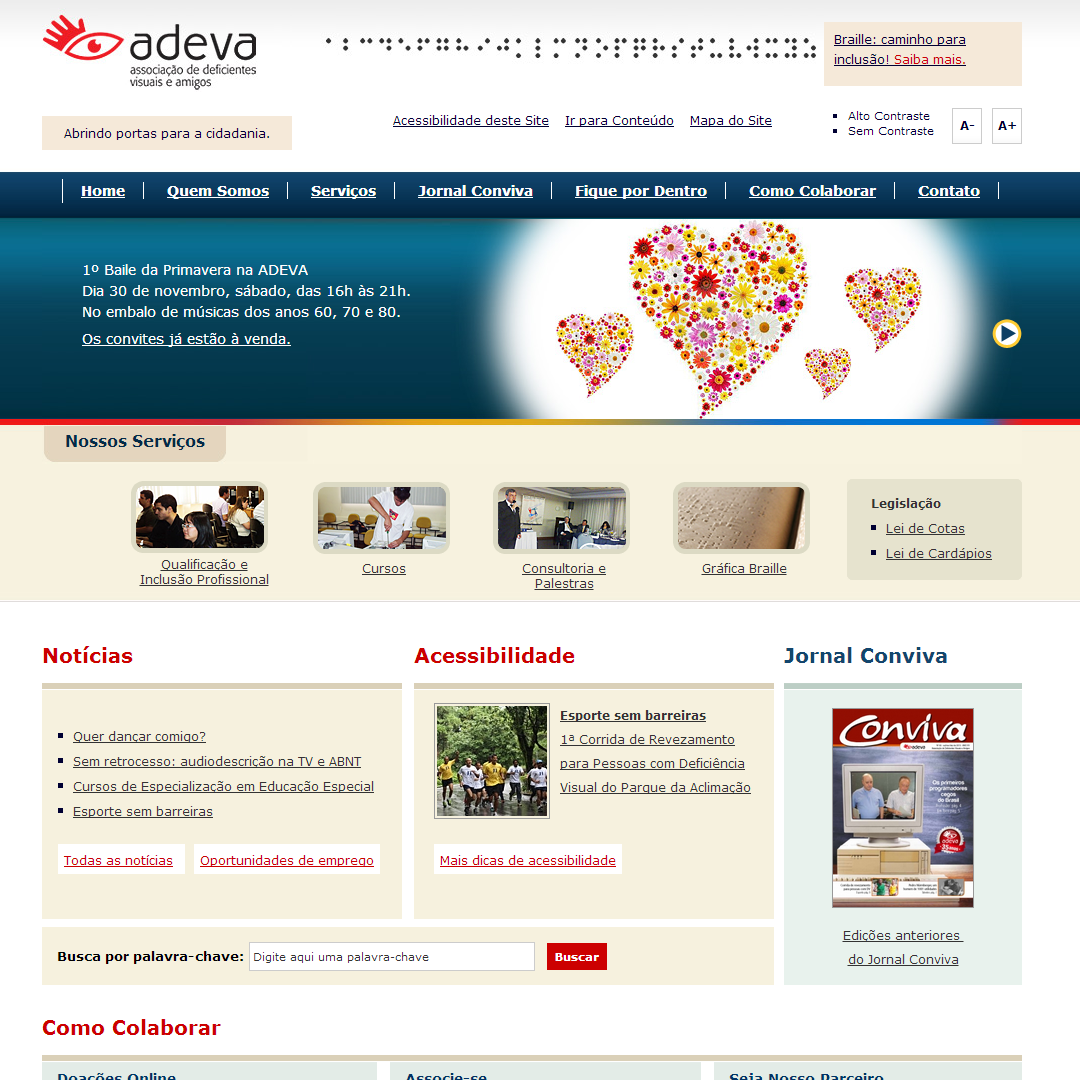 adeva
associação de deficientes
visuais e amigos
Braille: caminho para
inclusão! Saiba mais.
Abrindo portas para a cidadania.
Acessibilidade deste Site Ir para Conteúdo Mapa do Site
Alto Contraste
Sem Contraste
A- A+
Home Quem Somos Serviços Jornal Conviva Fique por Dentro Como Colaborar Contato
1º Baile da Primavera na ADEVA
Dia 30 de novembro, sábado, das 16h às 21h.
No embalo de músicas dos anos 60, 70 e 80.
Os convites já estão à venda.
Nossos Serviços
Qualificação e
Inclusão Profissional
Cursos
Consultoria e
Palestras
Gráfica Braille
Legislação
Lei de Cotas
Lei de Cardápios
Notícias
Quer dançar comigo?
Sem retrocesso: audiodescrição na TV e ABNT
Cursos de Especialização em Educação Especial
Esporte sem barreiras
Todas as notícias Oportunidades de emprego
Acessibilidade
Esporte sem barreiras
1ª Corrida de Revezamento
para Pessoas com Deficiência
Visual do Parque da Aclimação
Mais dicas de acessibilidade
Jornal Conviva
Conviva
adeva
Os primeiros
programadores
cegos
do Brasil
adeva
Edições anteriores
do Jornal Conviva
Busca por palavra-chave: Digite aqui uma palavra-chave Buscar
Como Colaborar
Doações Online Associe-se Seja Nosso Parceiro